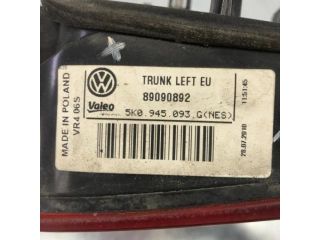 TRUNK LEFT EU
89090892
Valeo
5K0.945.093.G(NES)
MADE IN POLAND
VR4.06S
11:51:45
28.07.2010